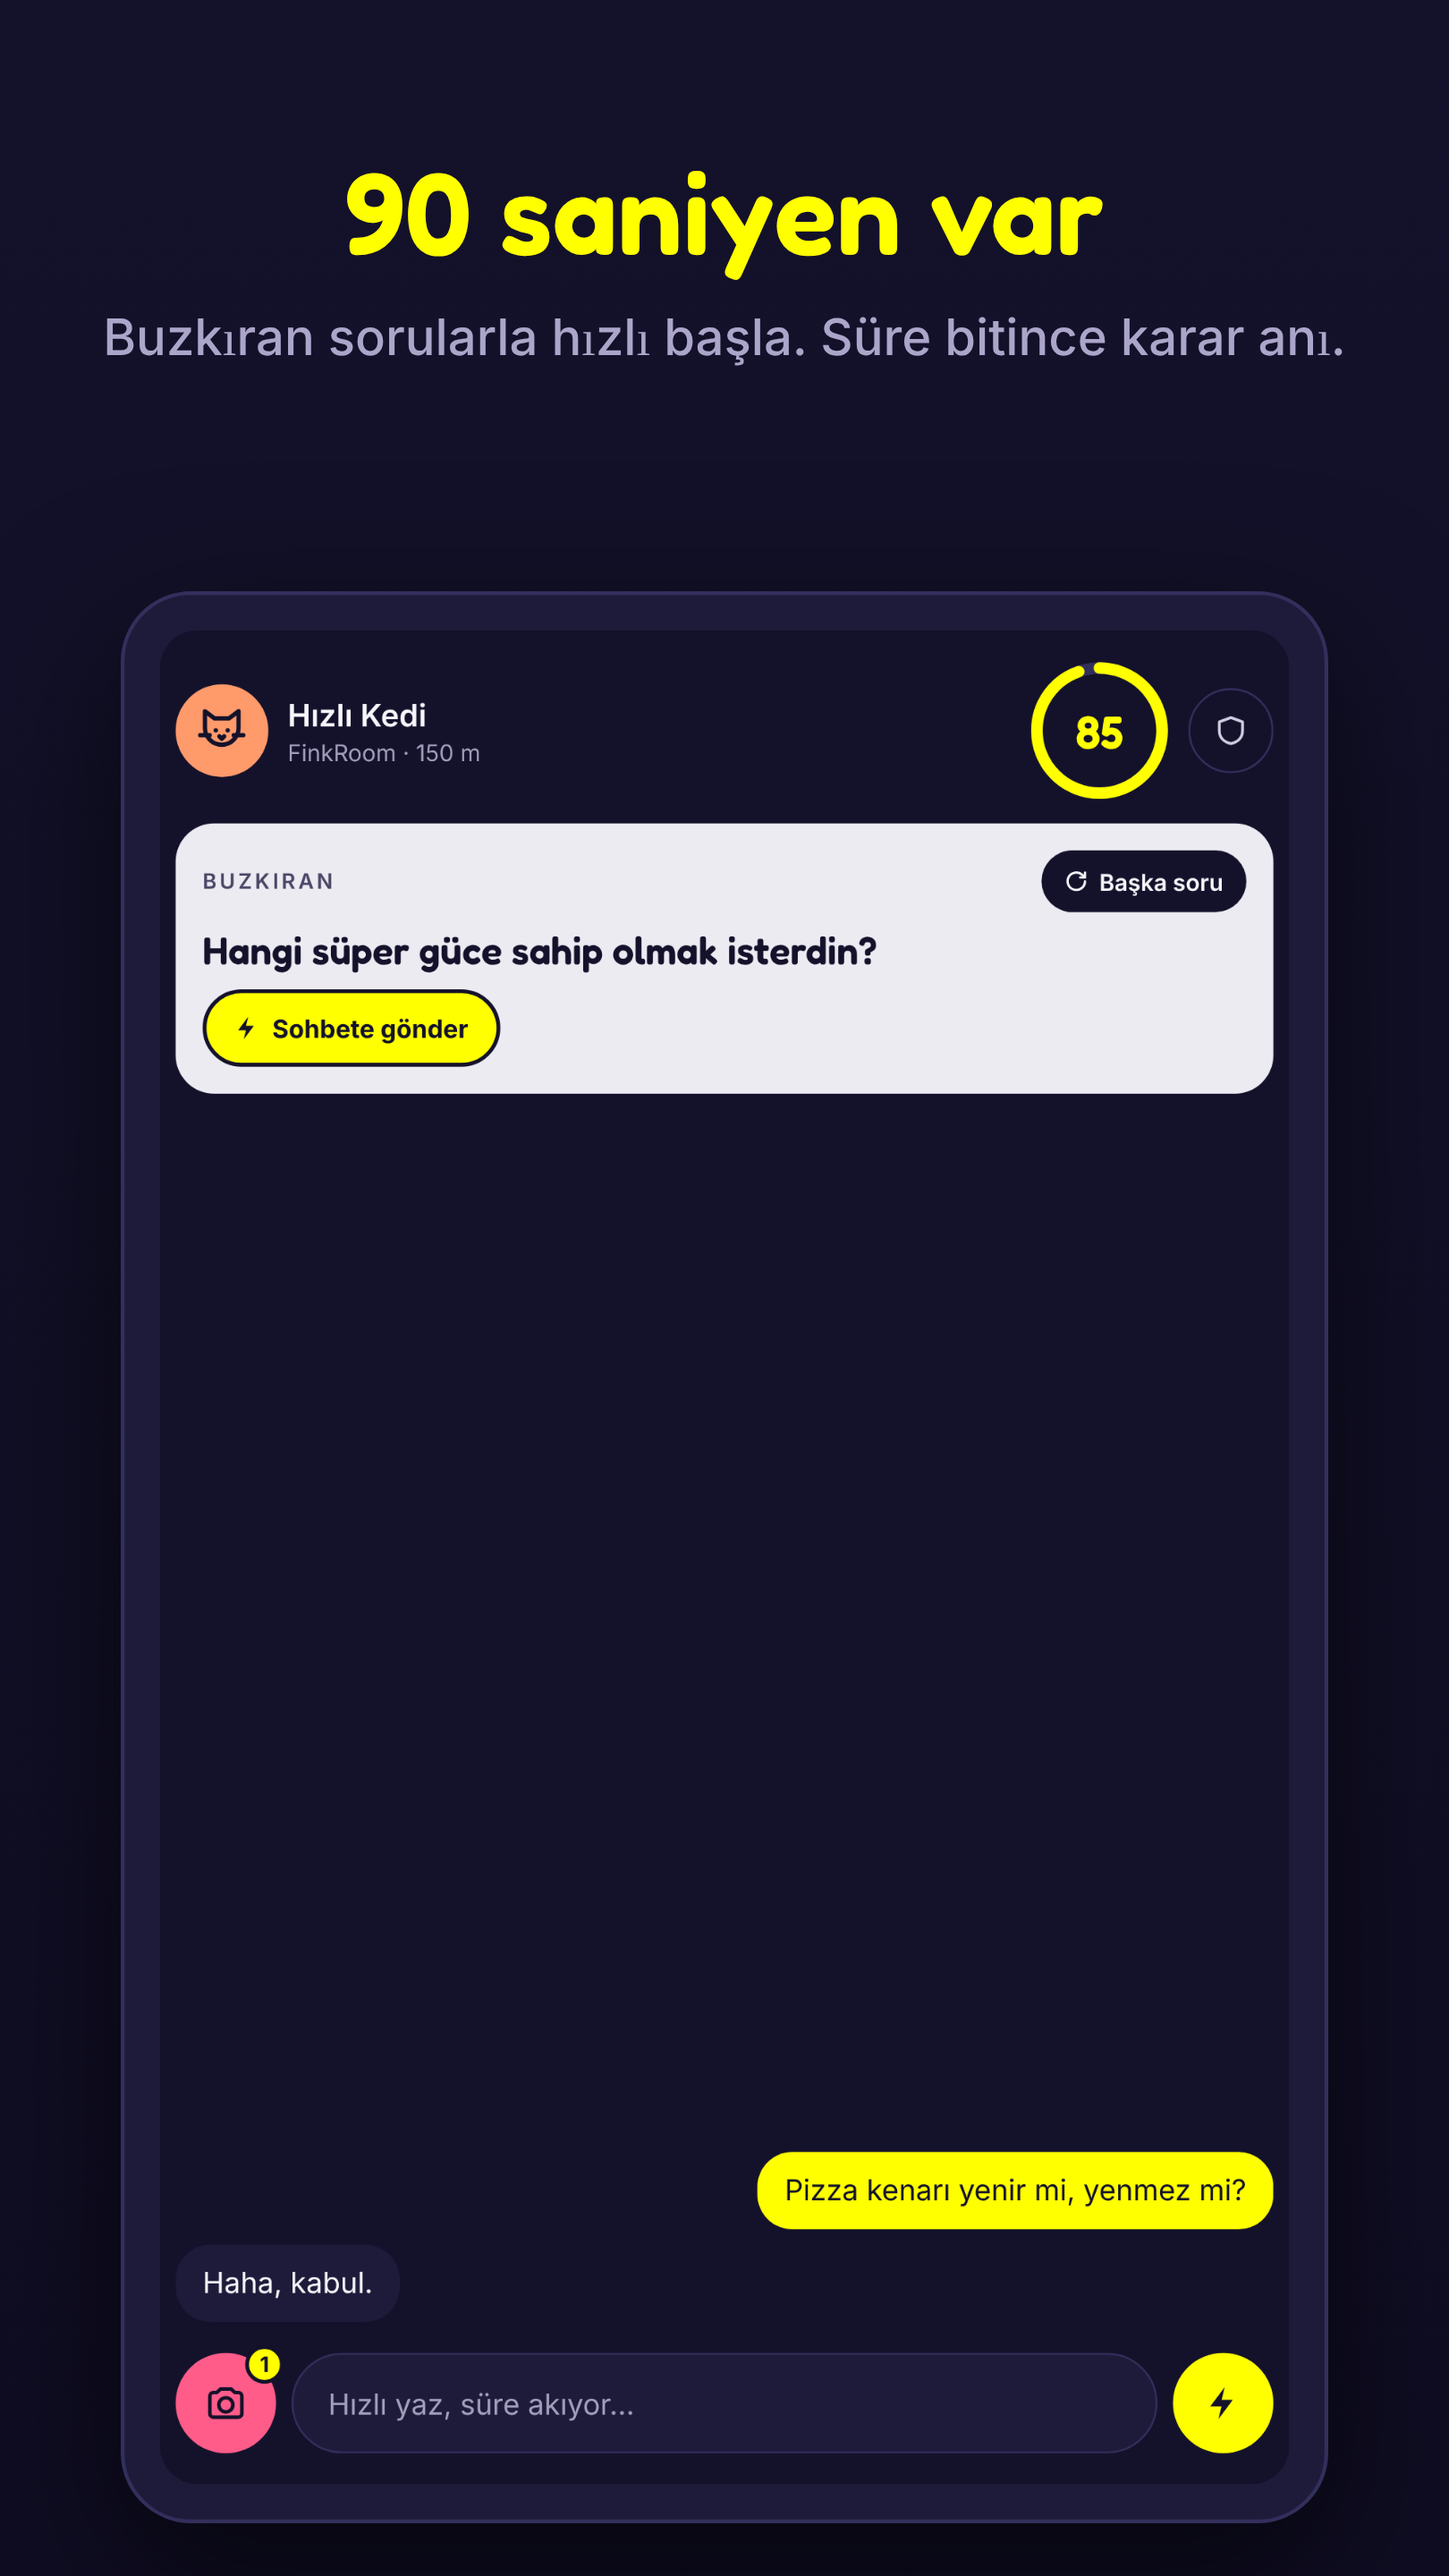 90 saniyen var
Buzkıran sorularla hızlı başla. Süre bitince karar anı.
Hızlı Kedi
FinkRoom · 150 m
85
BUZKIRAN
Başka soru
Hangi süper güce sahip olmak isterdin?
Sohbete gönder
Pizza kenarı yenir mi, yenmez mi?
Haha, kabul.
1
Hızlı yaz, süre akıyor...